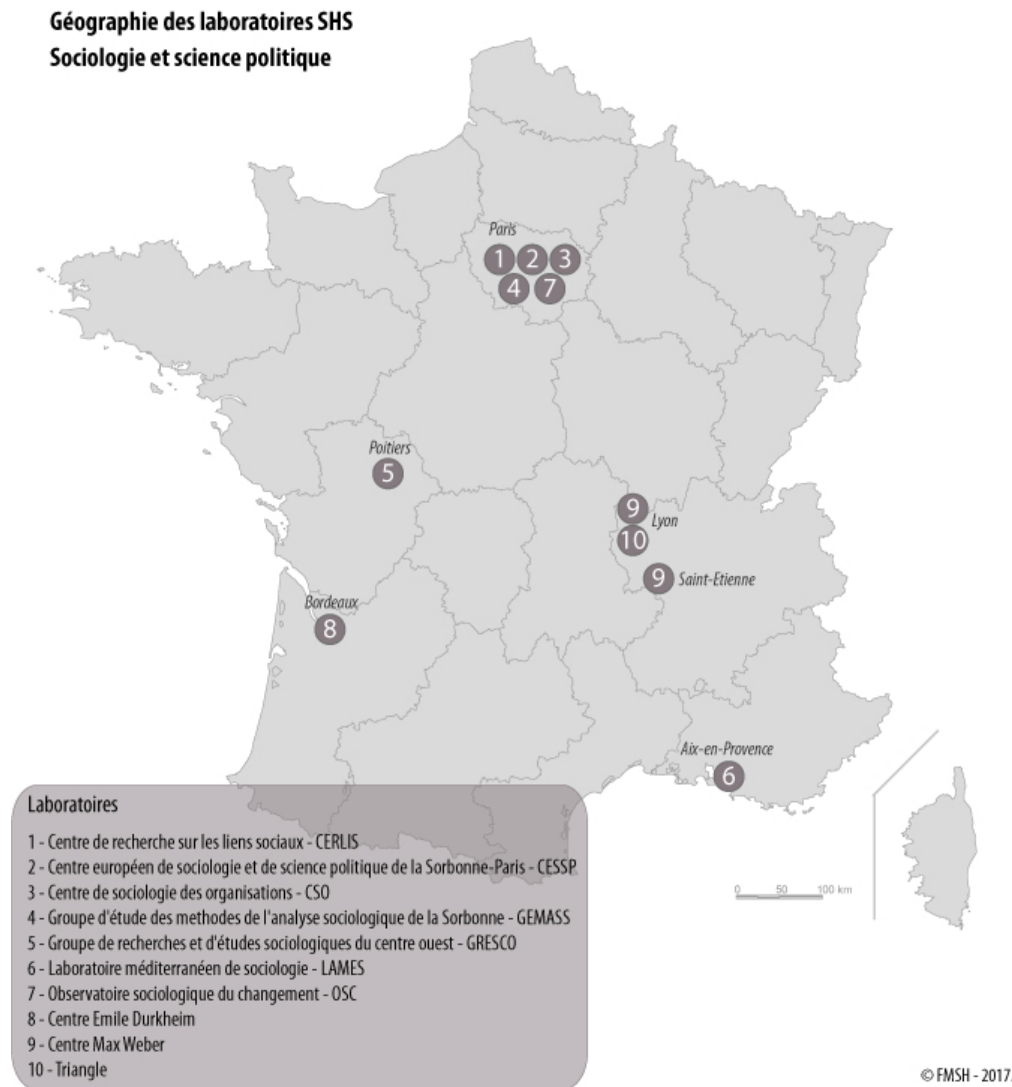 Géographie des laboratoires SHS
Sociologie et science politique
Paris
1 2 3
4 7
Poitiers
5
9
Lyon
10
9 Saint-Etienne
Bordeaux
8
Aix-en-Provence
6
Laboratoires
1 - Centre de recherche sur les liens sociaux - CERLIS
2 - Centre européen de sociologie et de science politique de la Sorbonne-Paris - CESSP
3 - Centre de sociologie des organisations - CSO
4 - Groupe d'étude des methodes de l'analyse sociologique de la Sorbonne - GEMASS
5 - Groupe de recherches et d'études sociologiques du centre ouest - GRESCO
6 - Laboratoire méditerranéen de sociologie - LAMES
7 - Observatoire sociologique du changement - OSC
8 - Centre Emile Durkheim
9 - Centre Max Weber
10 - Triangle
0 50 100 km
© FMSH - 2017.